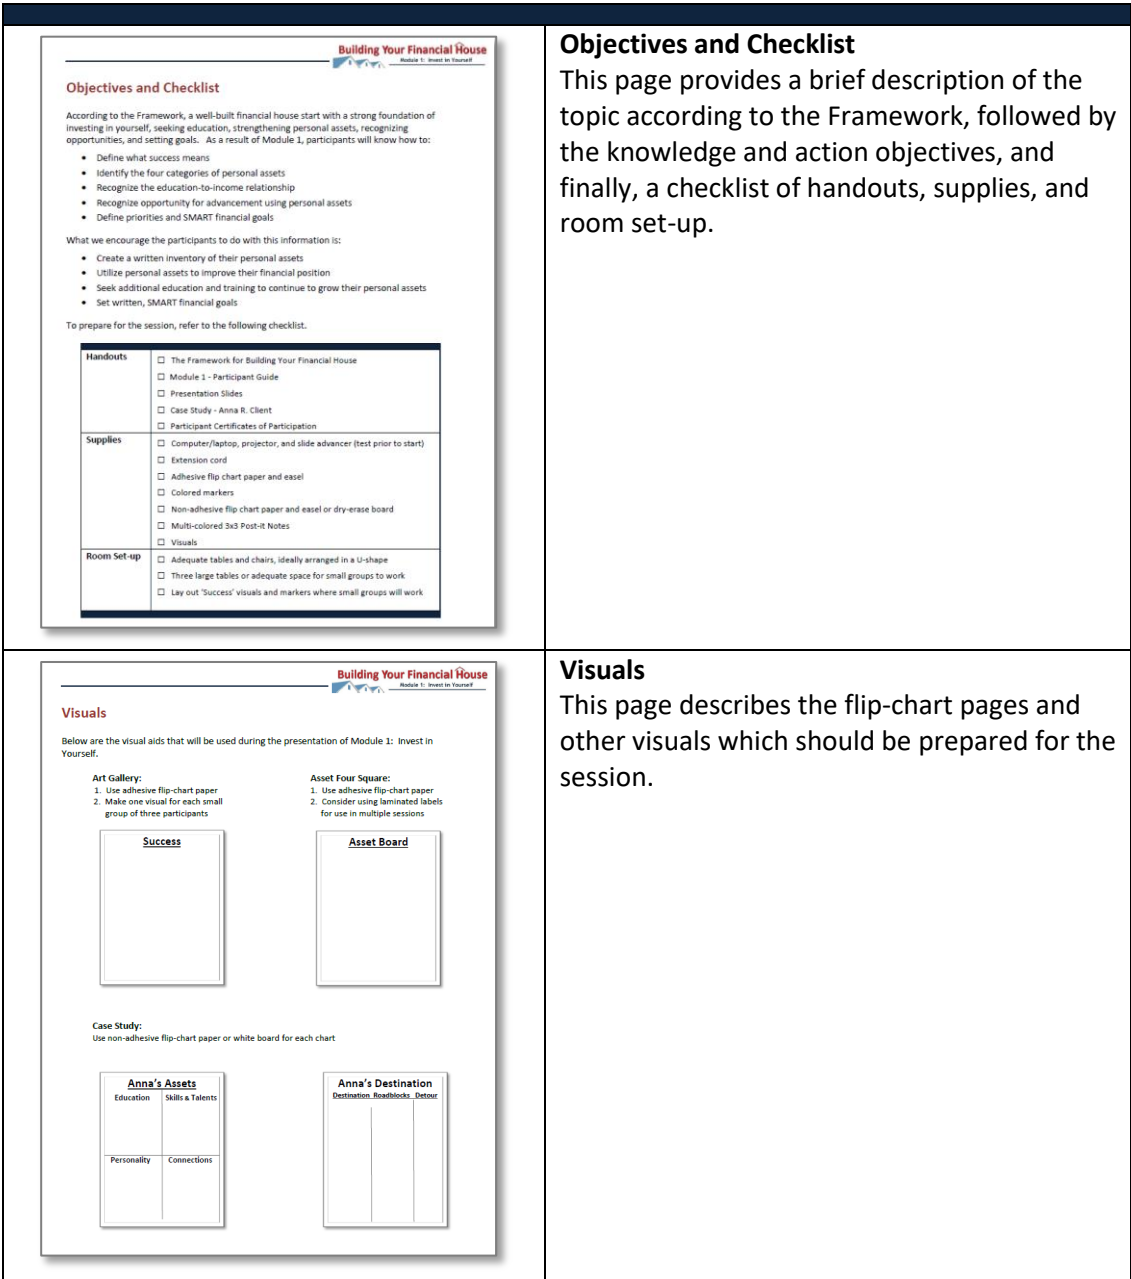 Building Your Financial House
Module 1: Invest in Yourself
Objectives and Checklist
According to the Framework, a well-built financial house start with a strong foundation of
investing in yourself, seeking education, strengthening personal assets, recognizing
opportunities, and setting goals. As a result of Module 1, participants will know how to:
• Define what success means
• Identify the four categories of personal assets
• Recognize the education-to-income relationship
• Recognize opportunity for advancement using personal assets
• Define priorities and SMART financial goals
What we encourage the participants to do with this information is:
• Create a written inventory of their personal assets
• Utilize personal assets to improve their financial position
• Seek additional education and training to continue to grow their personal assets
• Set written, SMART financial goals
To prepare for the session, refer to the following checklist.
Handouts
☐ The Framework for Building Your Financial House
☐ Module 1 - Participant Guide
☐ Presentation Slides
☐ Case Study - Anna R. Client
☐ Participant Certificates of Participation
Supplies
☐ Computer/laptop, projector, and slide advancer (test prior to start)
☐ Extension cord
☐ Adhesive flip chart paper and easel
☐ Colored markers
☐ Non-adhesive flip chart paper and easel or dry-erase board
☐ Multi-colored 3x3 Post-it Notes
☐ Visuals
Room Set-up
☐ Adequate tables and chairs, ideally arranged in a U-shape
☐ Three large tables or adequate space for small groups to work
☐ Lay out 'Success' visuals and markers where small groups will work
Objectives and Checklist
This page provides a brief description of the
topic according to the Framework, followed by
the knowledge and action objectives, and
finally, a checklist of handouts, supplies, and
room set-up.
Building Your Financial House
Module 1: Invest in Yourself
Visuals
Below are the visual aids that will be used during the presentation of Module 1: Invest in
Yourself.
Art Gallery:
1. Use adhesive flip-chart paper
2. Make one visual for each small
group of three participants
Success
Asset Four Square:
1. Use adhesive flip-chart paper
2. Consider using laminated labels
for use in multiple sessions
Asset Board
Case Study:
Use non-adhesive flip-chart paper or white board for each chart
Anna's Assets
Education Skills & Talents
Personality Connections
Anna's Destination
Destination Roadblocks Detour
Visuals
This page describes the flip-chart pages and
other visuals which should be prepared for the
session.